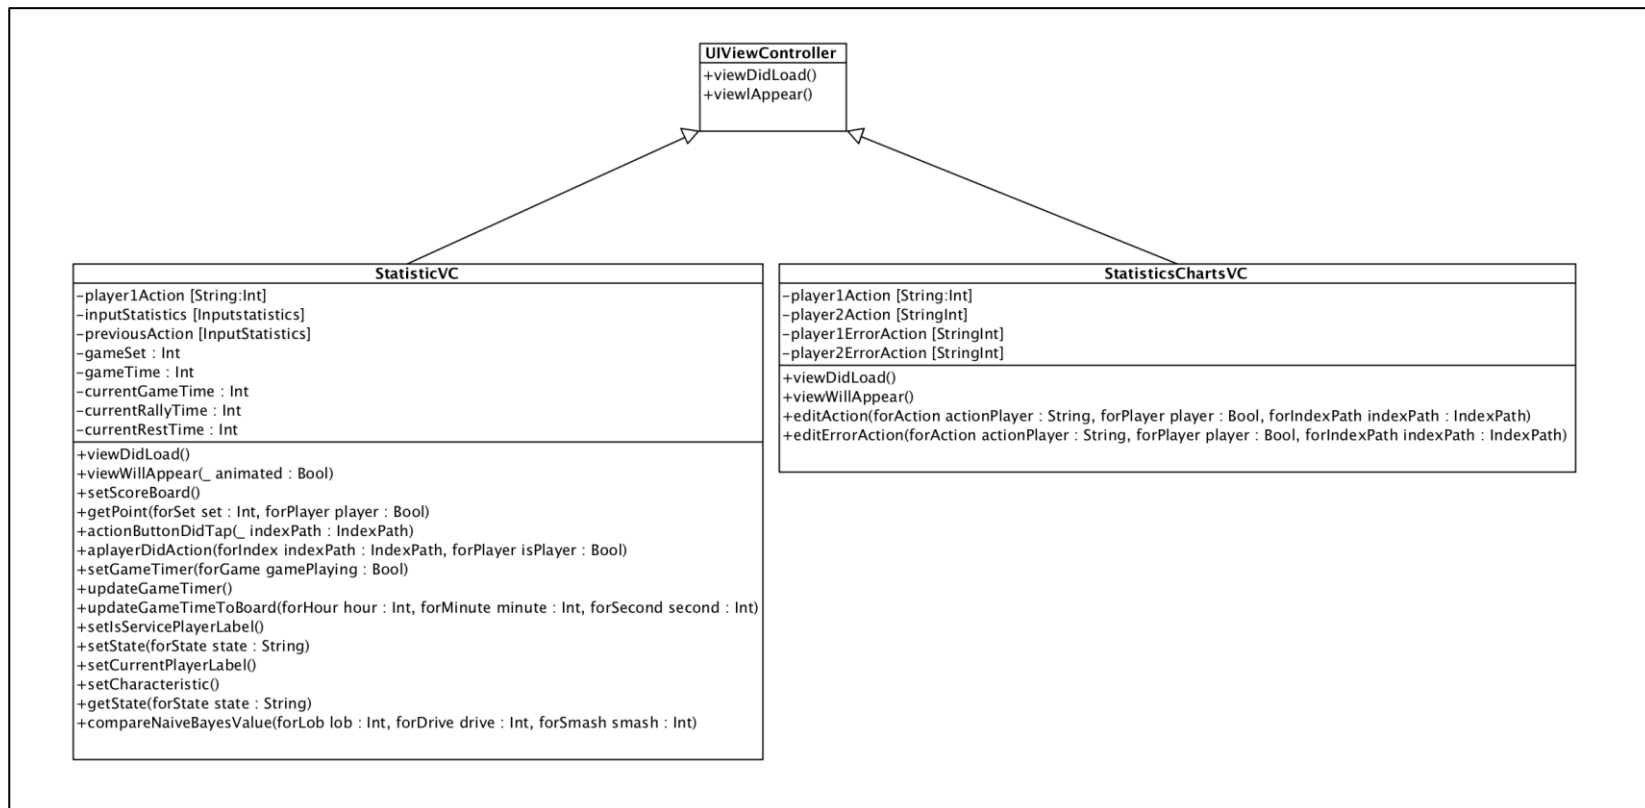 UIViewController
+viewDidLoad()
+viewlAppear()
StatisticVC
-player1Action [String:Int]
-inputStatistics [Inputstatistics]
-previousAction [InputStatistics]
-gameSet : Int
-gameTime : Int
-currentGameTime : Int
-currentRallyTime : Int
-currentRestTime : Int
+viewDidLoad()
+viewWillAppear(_ animated : Bool)
+setScoreBoard()
+getPoint(forSet set : Int, forPlayer player : Bool)
+actionButtonDidTap(_ indexPath : IndexPath)
+aplayerDidAction(forIndex indexPath : IndexPath, forPlayer isPlayer : Bool)
+setGameTimer(forGame gamePlaying : Bool)
+updateGameTimer()
+updateGameTimeToBoard(forHour hour : Int, forMinute minute : Int, forSecond second : Int)
+setIsServicePlayerLabel()
+setState(forState state : String)
+setCurrentPlayerLabel()
+setCharacteristic()
+getState(forState state : String)
+compareNaiveBayesValue(forLob lob : Int, forDrive drive : Int, forSmash smash : Int)
StatisticsChartsVC
-player1Action [String:Int]
-player2Action [StringInt]
-player1ErrorAction [StringInt]
-player2ErrorAction [StringInt]
+viewDidLoad()
+viewWillAppear()
+editAction(forAction actionPlayer : String, forPlayer player : Bool, forIndexPath indexPath : IndexPath)
+editErrorAction(forAction actionPlayer : String, forPlayer player : Bool, forIndexPath indexPath : IndexPath)